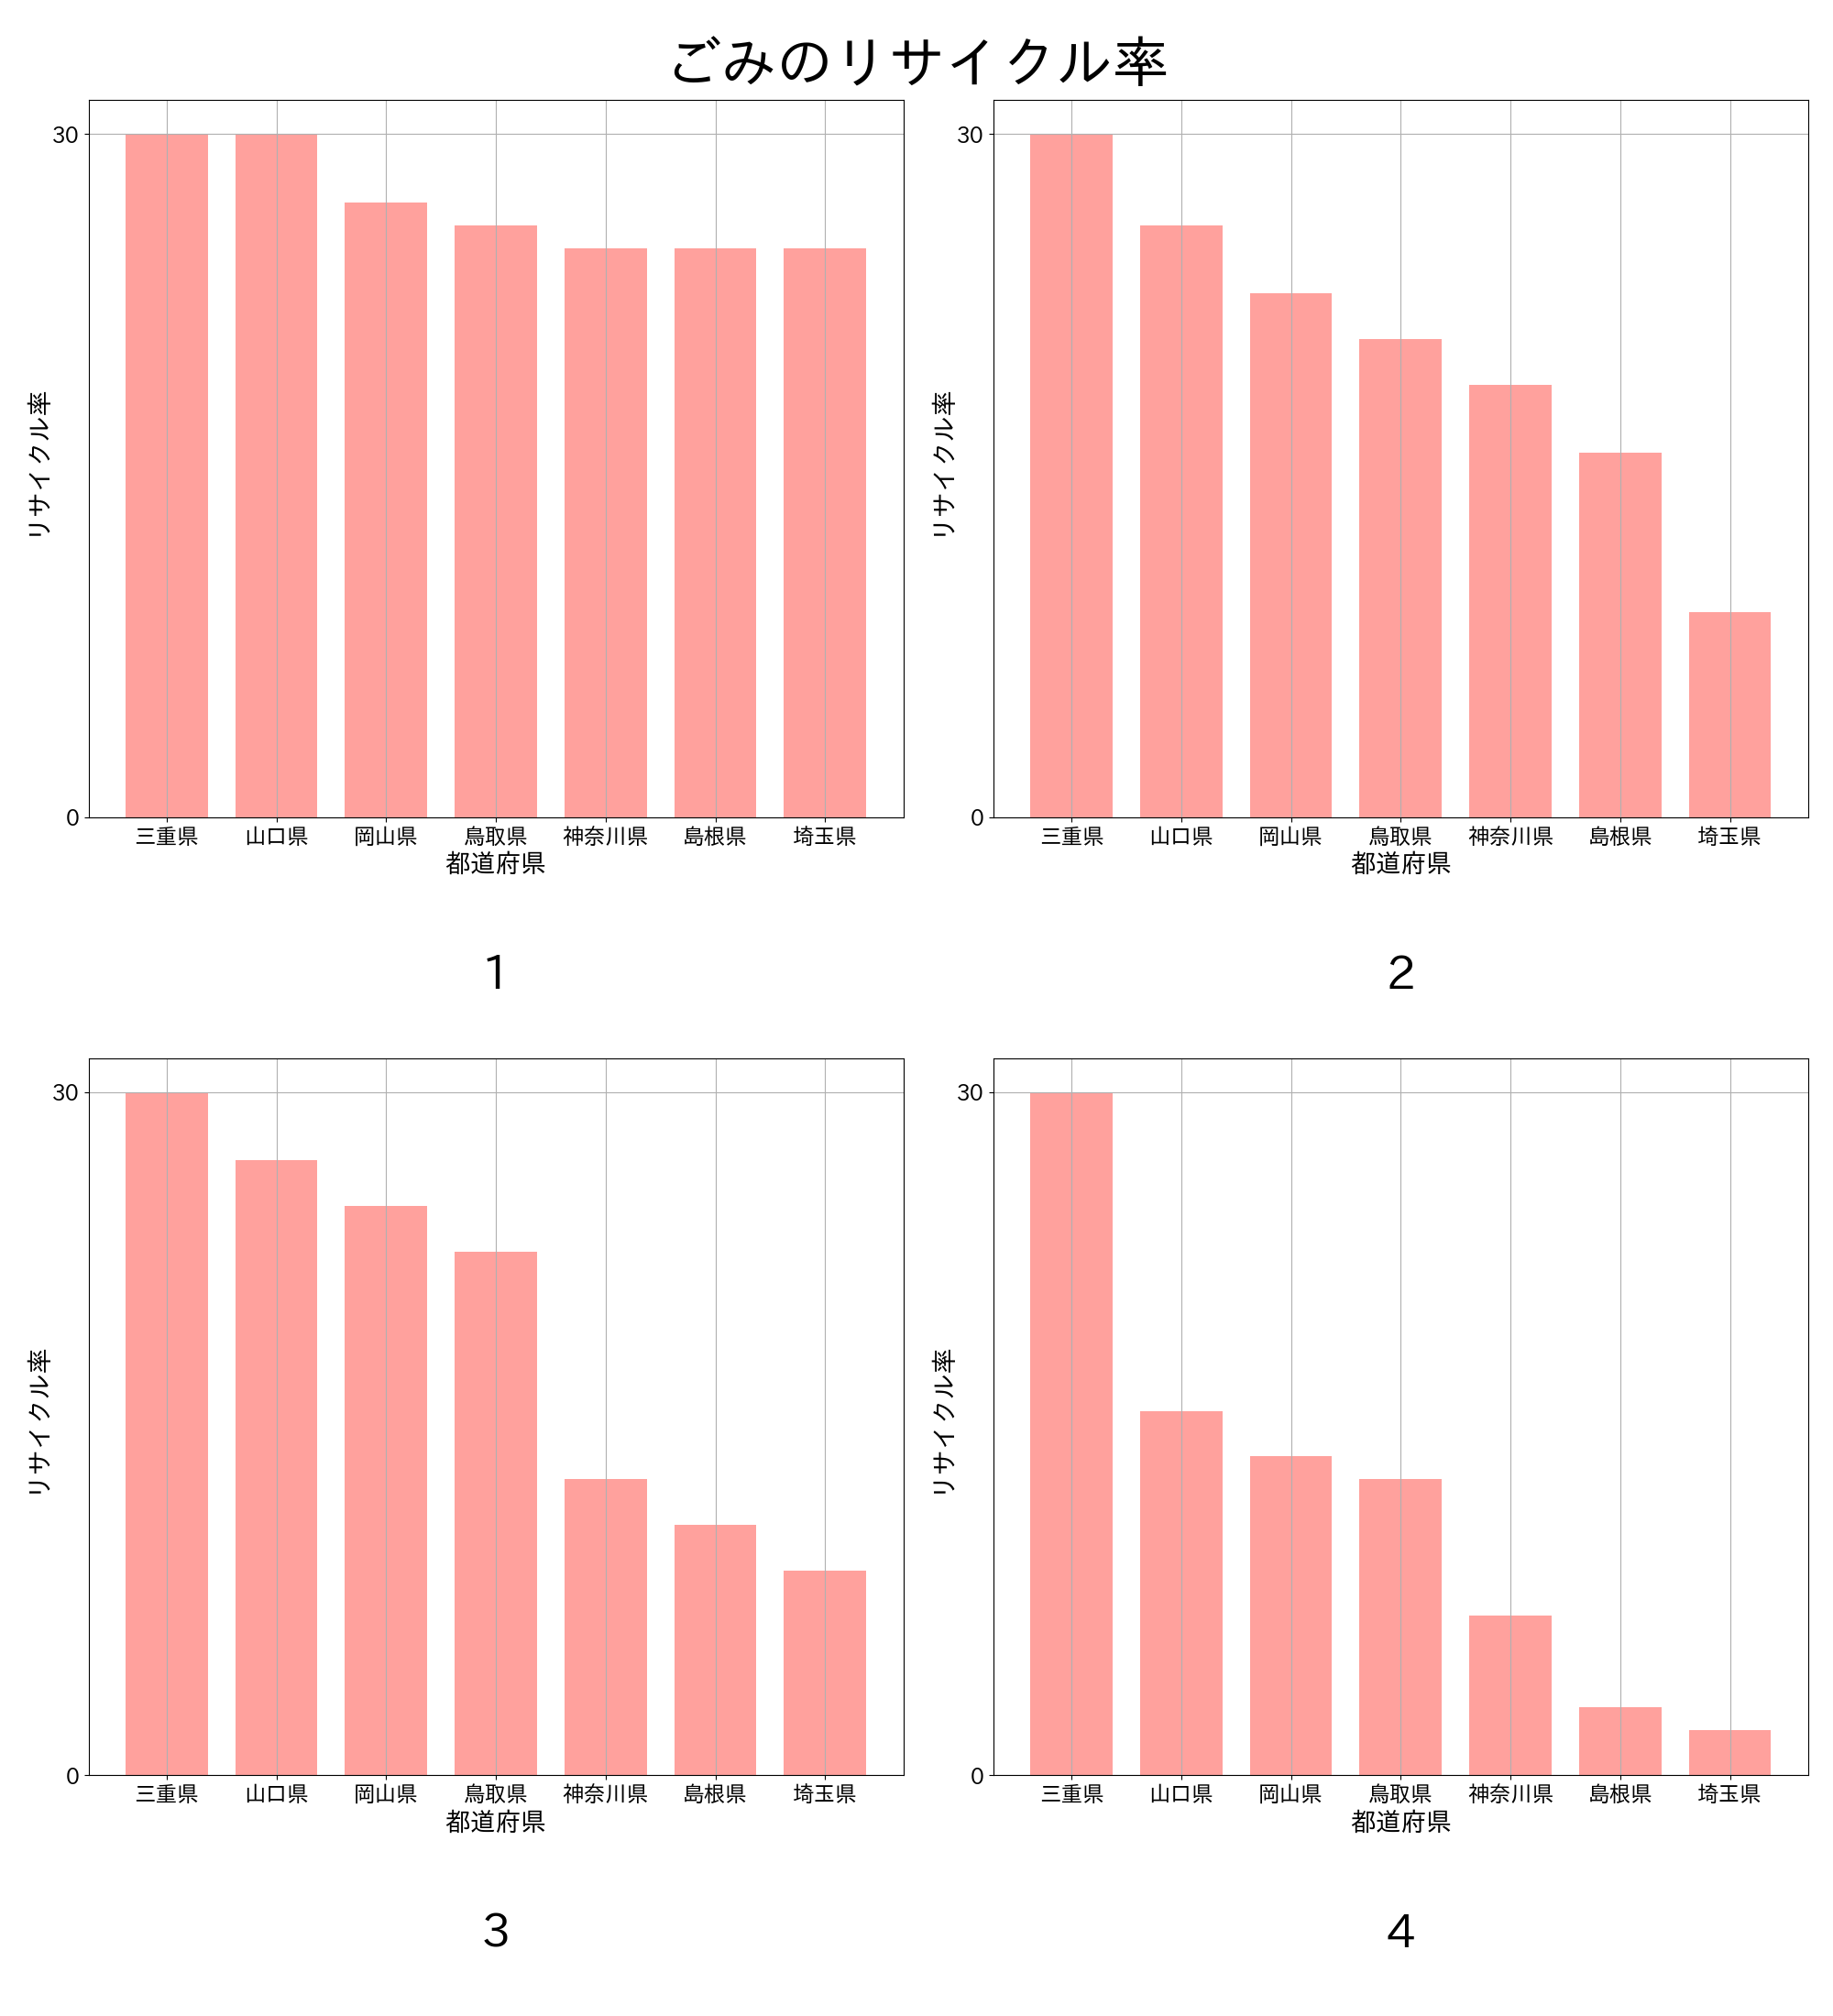 ごみのリサイクル率
30
0
リサイクル率
三重県 山口県 岡山県 鳥取県 神奈川県 島根県 埼玉県
都道府県
1
30
0
リサイクル率
三重県 山口県 岡山県 鳥取県 神奈川県 島根県 埼玉県
都道府県
2
30
0
リサイクル率
三重県 山口県 岡山県 鳥取県 神奈川県 島根県 埼玉県
都道府県
3
30
0
リサイクル率
三重県 山口県 岡山県 鳥取県 神奈川県 島根県 埼玉県
都道府県
4